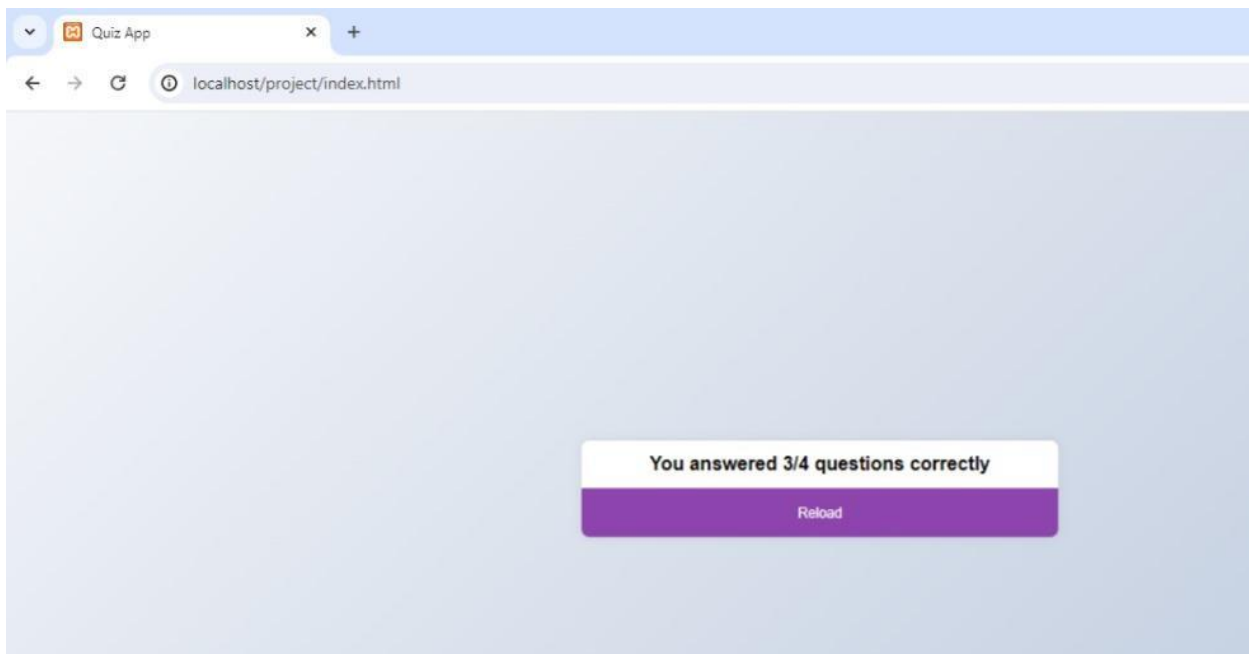 Quiz App
localhost/project/index.html
You answered 3/4 questions correctly
Reload